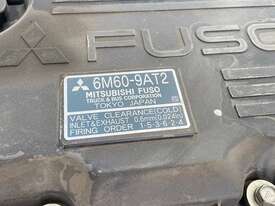 FUSO
6M60-9AT2
MITSUBISHI FUSO
TRUCK & BUS CORPORATION
TOKYO JAPAN
VALVE CLEARANCE(COLD)
INLET&EXHAUST 0.6mm(0.024in)
FIRING ORDER 1-5-3-6-2-4